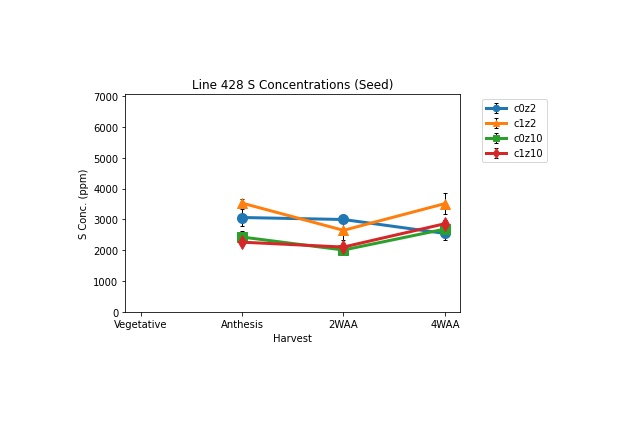 Line 428 S Concentrations (Seed)
7000
6000
5000
4000
3000
2000
1000
0
S Conc. (ppm)
Vegetative Anthesis 2WAA 4WAA
Harvest
c0z2
c1z2
c0z10
c1z10